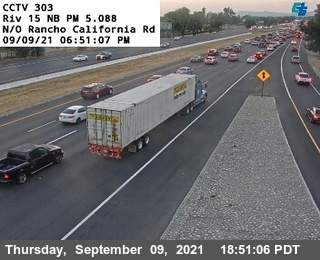 CCTV 303
Riv 15 NB PM 5.088
N/O Rancho California Rd
09/09/21 06:51:07 PM
Thursday, September 09, 2021 18:51:06 PDT